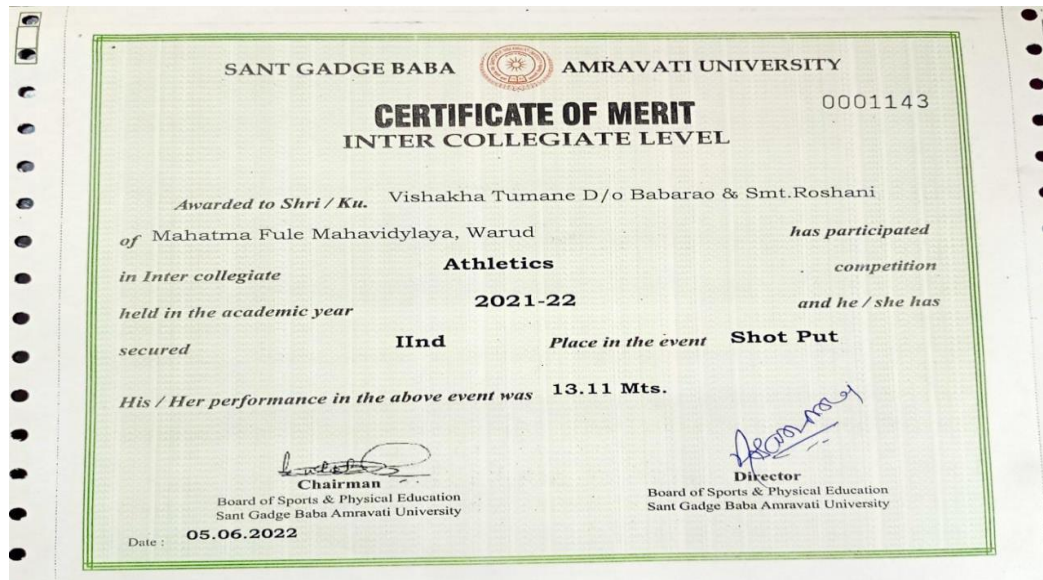 SANT GADGE BABA AMRAVATI UNIVERSITY
CERTIFICATE OF MERIT
0001143
INTER COLLEGIATE LEVEL
Awarded to Shri / Ku. Vishakha Tumane D/o Babarao & Smt.Roshani
of Mahatma Fule Mahavidylaya, Warud has participated
in Inter collegiate Athletics competition
held in the academic year 2021-22 and he / she has
secured IInd Place in the event Shot Put
His / Her performance in the above event was 13.11 Mts.
Chairman
Board of Sports & Physical Education
Sant Gadge Baba Amravati University
Director
Board of Sports & Physical Education
Sant Gadge Baba Amravati University
Date : 05.06.2022